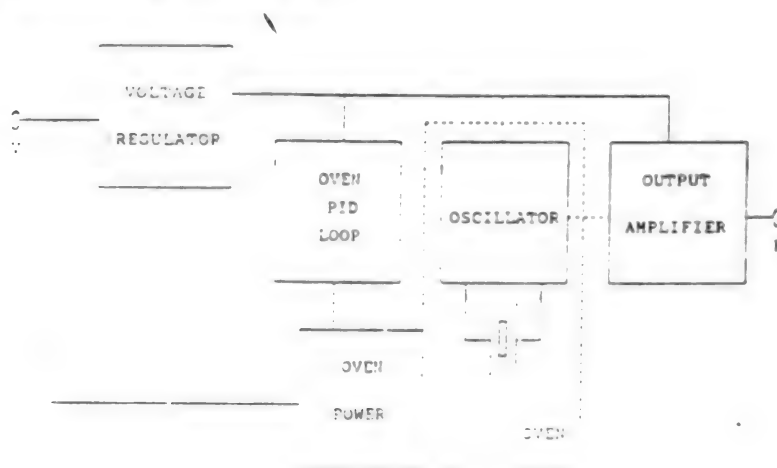 VOLTAGE
REGULATOR
OVEN
PID
LOOP
OSCILLATOR
OUTPUT
AMPLIFIER
OVEN
POWER
OVEN